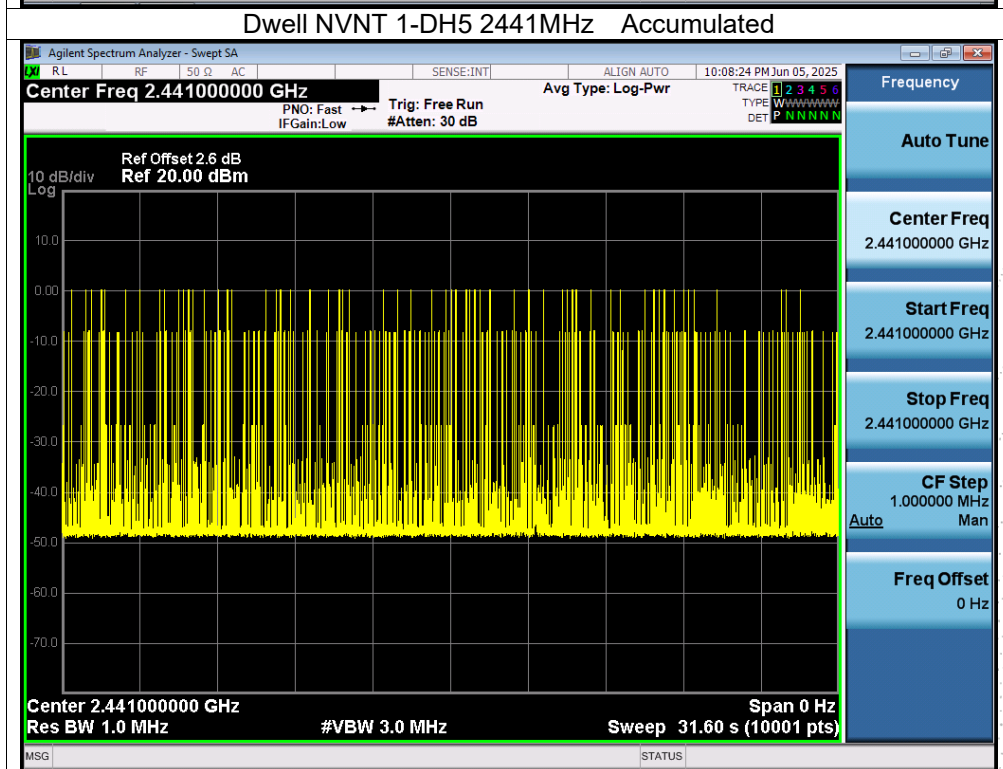 Dwell NVNT 1-DH5 2441MHz Accumulated
Agilent Spectrum Analyzer - Swept SA
LXI RL RF 50 Ω AC SENSE:INT ALIGN AUTO 10:08:24 PM Jun 05, 2025
Center Freq 2.441000000 GHz
PNO: Fast
IFGain:Low
Trig: Free Run
#Atten: 30 dB
Avg Type: Log-Pwr
TRACE 1 2 3 4 5 6
TYPE WWWWWW
DET P N N N N N
Frequency
Ref Offset 2.6 dB
10 dB/div Ref 20.00 dBm
Log
10.0
0.00
-10.0
-20.0
-30.0
-40.0
-50.0
-60.0
-70.0
Center 2.441000000 GHz Span 0 Hz
Res BW 1.0 MHz #VBW 3.0 MHz Sweep 31.60 s (10001 pts)
Auto Tune
Center Freq
2.441000000 GHz
Start Freq
2.441000000 GHz
Stop Freq
2.441000000 GHz
CF Step
1.000000 MHz
Auto Man
Freq Offset
0 Hz
MSG STATUS